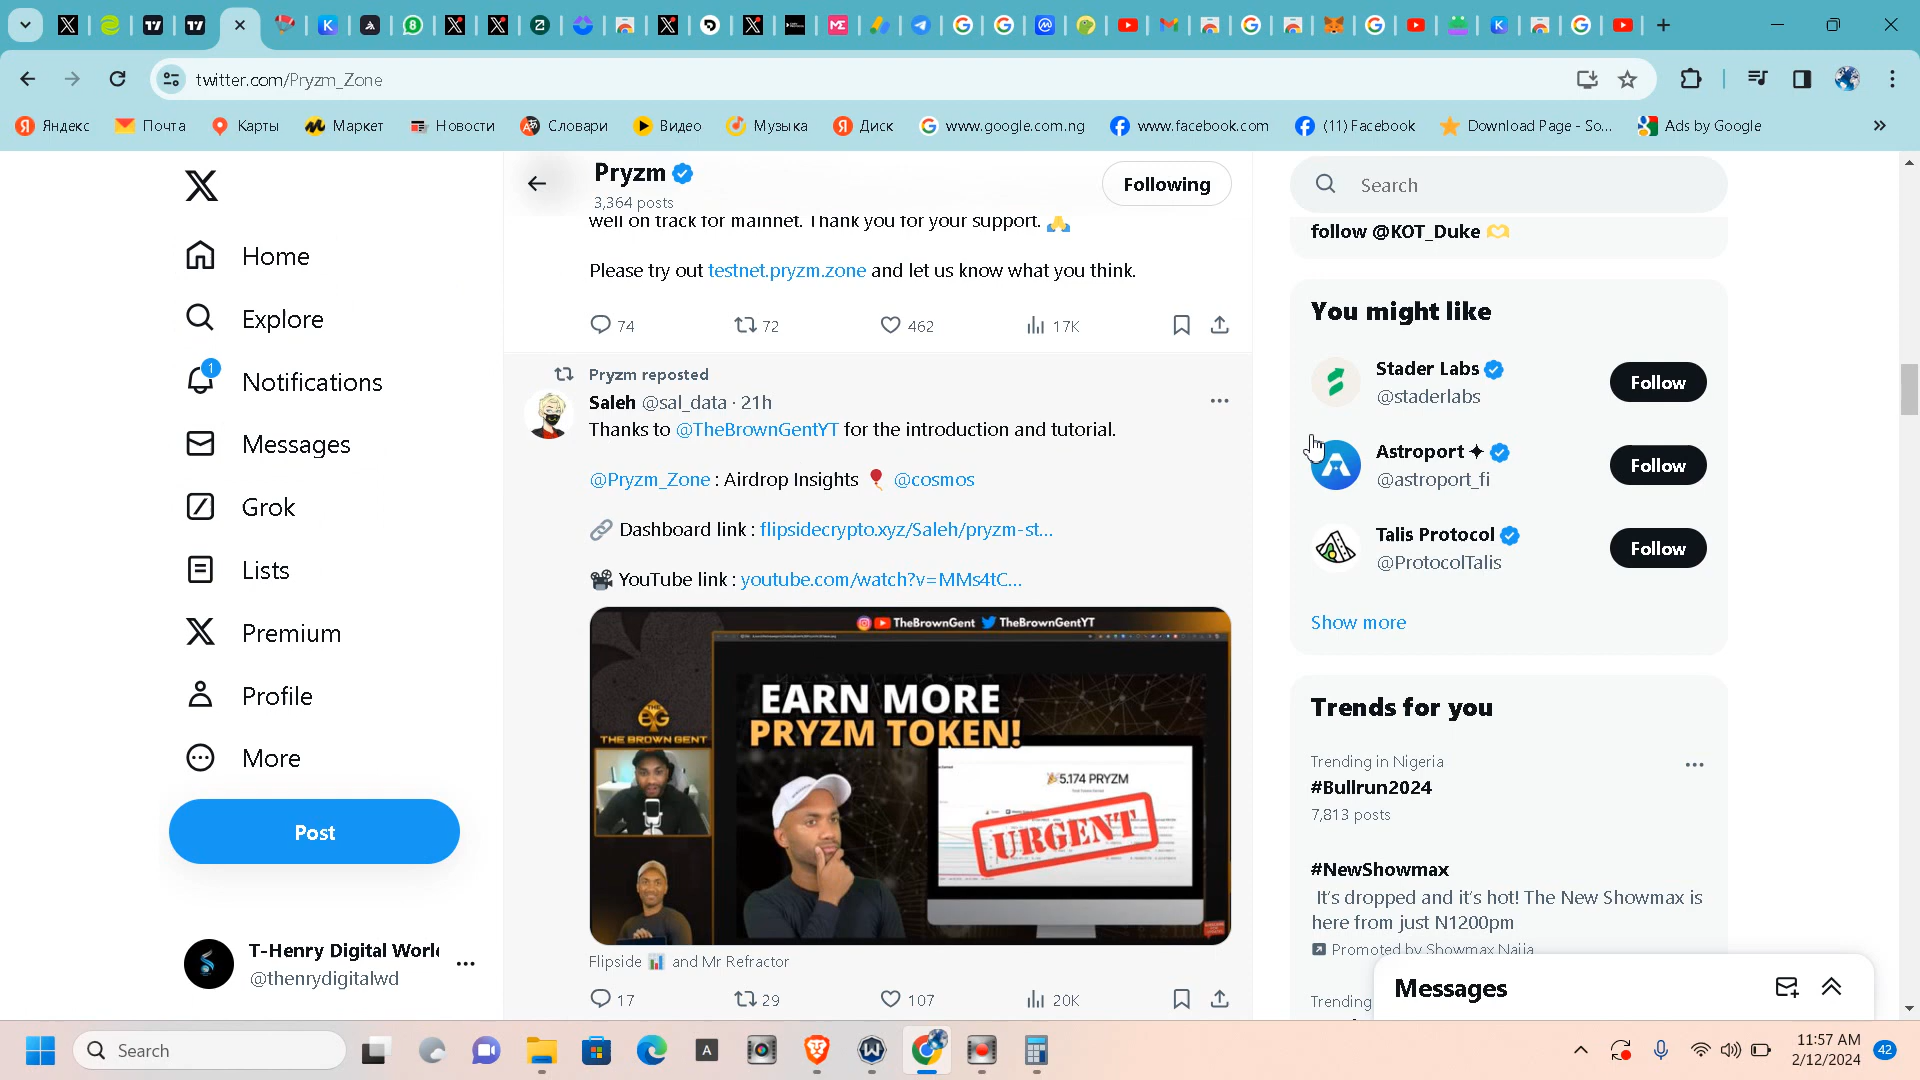 twitter.com/Pryzm_Zone
Яндекс
Почта
Карты
Маркет
Новости
Словари
Видео
Музыка
Диск
www.google.com.ng
www.facebook.com
(11) Facebook
Download Page - So...
Ads by Google
Home
Explore
1
Notifications
Messages
Grok
Lists
Premium
Profile
More
Post
T-Henry Digital Worl
@thenrydigitalwd
Pryzm
3,364 posts
Following
well on track for mainnet. Thank you for your support. 🙏
Please try out testnet.pryzm.zone and let us know what you think.
74
72
462
17K
Pryzm reposted
Saleh @sal_data · 21h
Thanks to @TheBrownGentYT for the introduction and tutorial.
@Pryzm_Zone : Airdrop Insights 🎈 @cosmos
🔗 Dashboard link : flipsidecrypto.xyz/Saleh/pryzm-st...
📽 YouTube link : youtube.com/watch?v=MMs4tC...
TheBrownGent TheBrownGentYT
EARN MORE
PRYZM TOKEN!
THE BROWN GENT
🎉5.174 PRYZM
URGENT
Flipside 📊 and Mr Refractor
17
29
107
20K
Search
follow @KOT_Duke 🫶
You might like
Stader Labs
@staderlabs
Follow
Astroport ✦
@astroport_fi
Follow
Talis Protocol
@ProtocolTalis
Follow
Show more
Trends for you
Trending in Nigeria
#Bullrun2024
7,813 posts
#NewShowmax
It's dropped and it's hot! The New Showmax is
here from just N1200pm
Promoted by Showmax Naija
Trending
Messages
Search
11:57 AM
2/12/2024
42